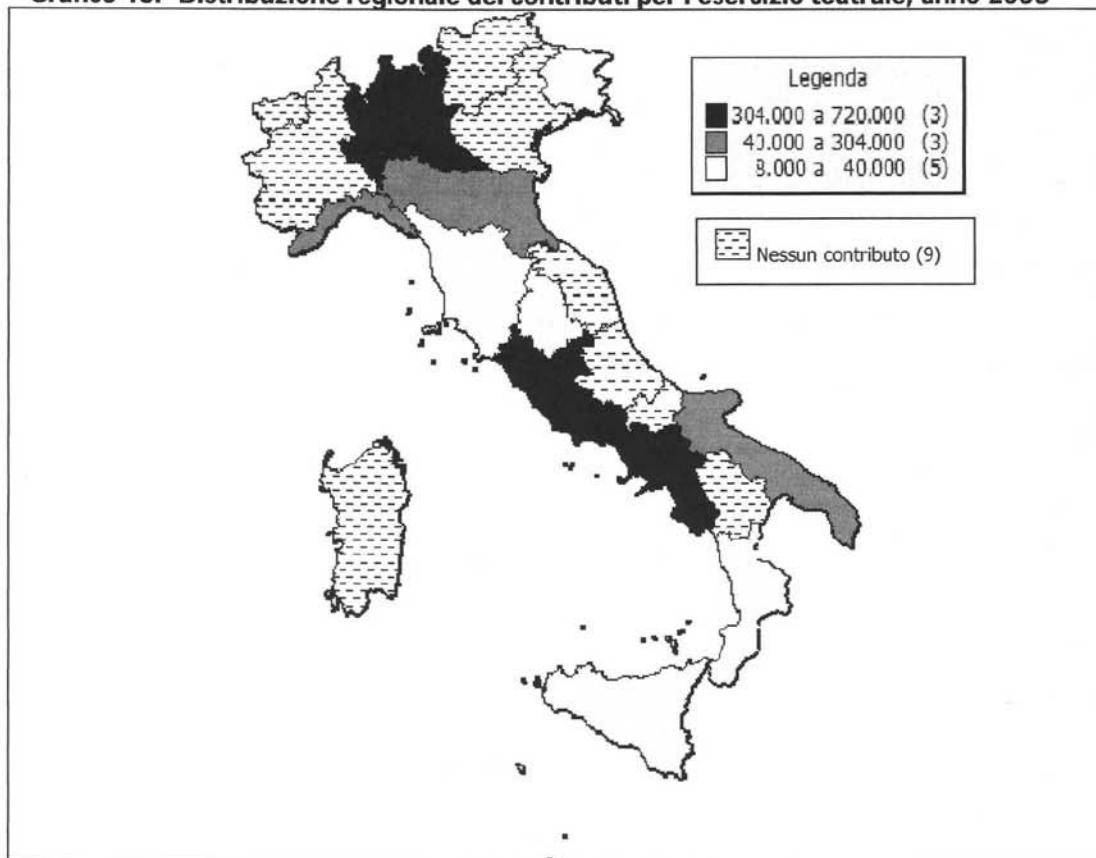 Grafico Distribuzione regionale dei contributi per l'esercizio teatrale, anno
Legenda
304.000 a 720.000 (3)
40.000 a 304.000 (3)
8.000 a 40.000 (5)
Nessun contributo (9)